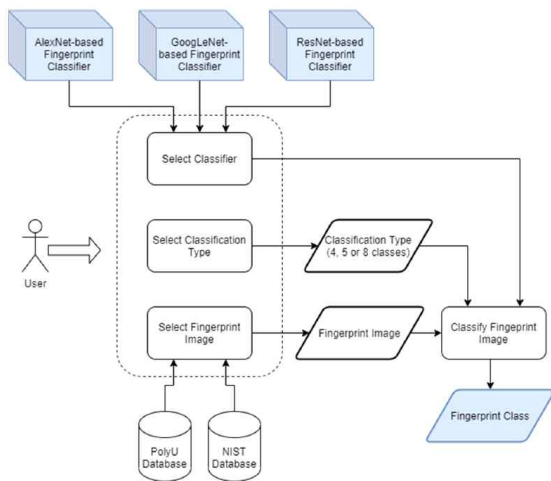 AlexNet-based
Fingerprint
Classifier
GoogLeNet-
based Fingerprint
Classifier
ResNet-based
Fingerprint
Classifier
Select Classifier
Select Classification
Type
Classification Type
(4, 5 or 8 classes)
User
Select Fingerprint
Image
Fingerprint Image
Classify Fingerprint
Image
PolyU
Database
NIST
Database
Fingerprint Class